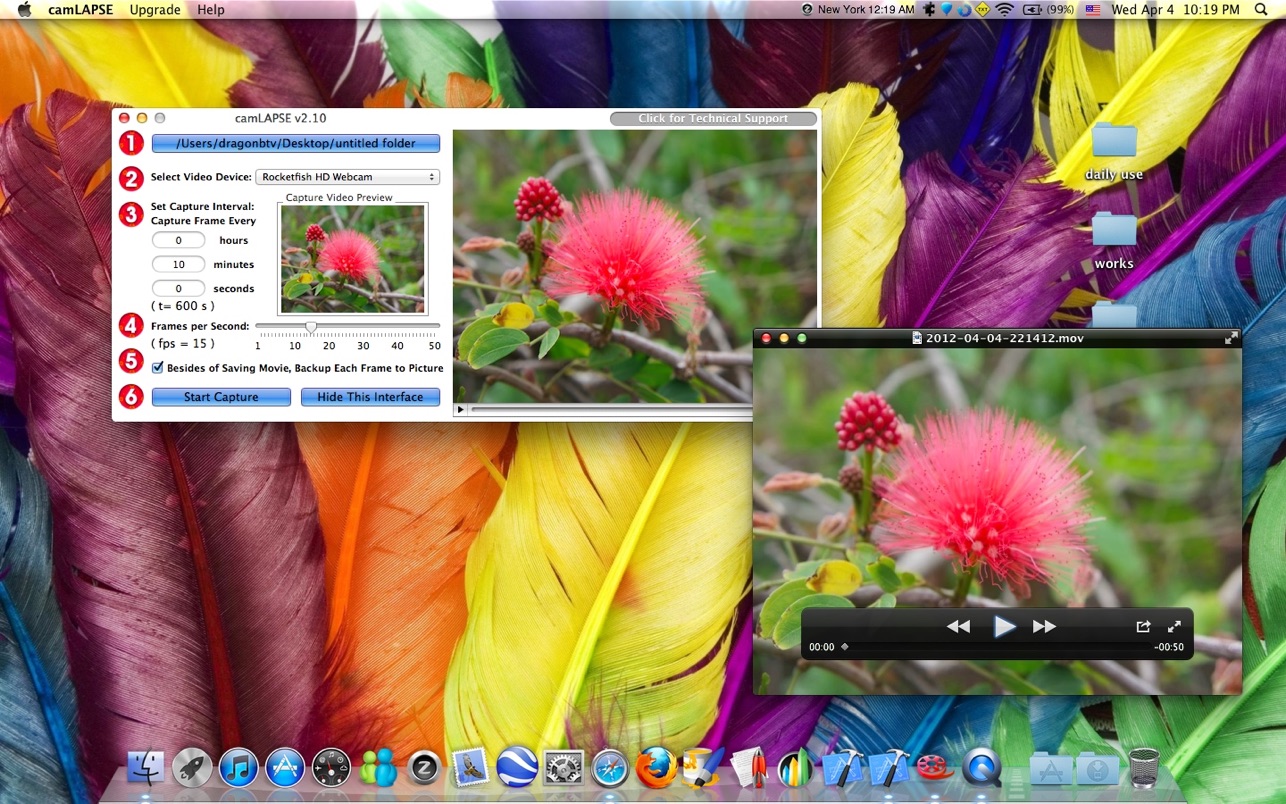 camLAPSE Upgrade Help
New York 12:19 AM TXT (99%) Wed Apr 4 10:19 PM
camLAPSE v2.10
Click for Technical Support
1 /Users/dragonbtv/Desktop/untitled folder
2 Select Video Device: Rocketfish HD Webcam
3 Set Capture Interval:
Capture Frame Every
Capture Video Preview
0 hours
10 minutes
0 seconds
( t= 600 s )
4 Frames per Second:
( fps = 15 )
1 10 20 30 40 50
5 Besides of Saving Movie, Backup Each Frame to Picture
6 Start Capture Hide This Interface
daily use
works
2012-04-04-221412.mov
00:00 -00:50